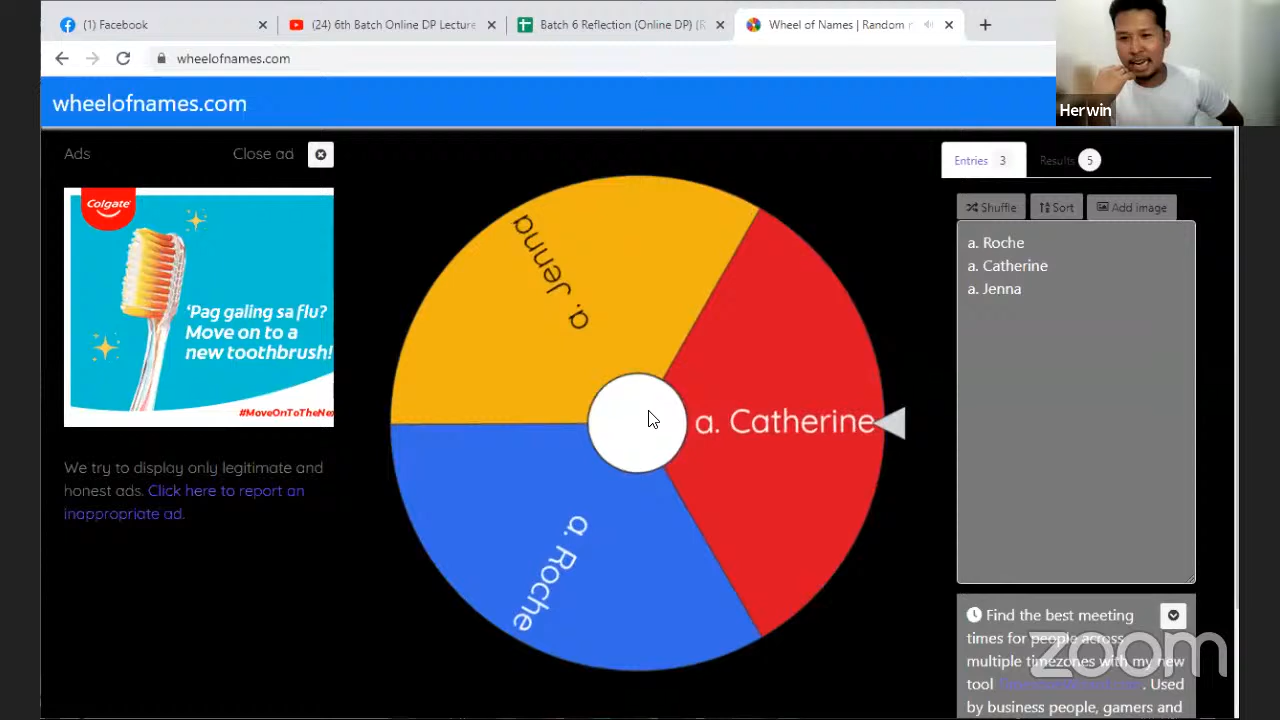 (1) Facebook
(24) 6th Batch Online DP Lecture
Batch 6 Reflection (Online DP) (R
Wheel of Names | Random
wheelofnames.com
wheelofnames.com
Herwin
Ads
Close ad
Colgate
'Pag galing sa flu?
Move on to a
new toothbrush!
#MoveOnToTheNex
We try to display only legitimate and
honest ads. Click here to report an
inappropriate ad.
a. Jenna
a. Catherine
a. Roche
Entries 3
Results 5
Shuffle
Sort
Add image
a. Roche
a. Catherine
a. Jenna
Find the best meeting
times for people across
multiple timezones with my new
tool
. Used
by business people, gamers and
zoom